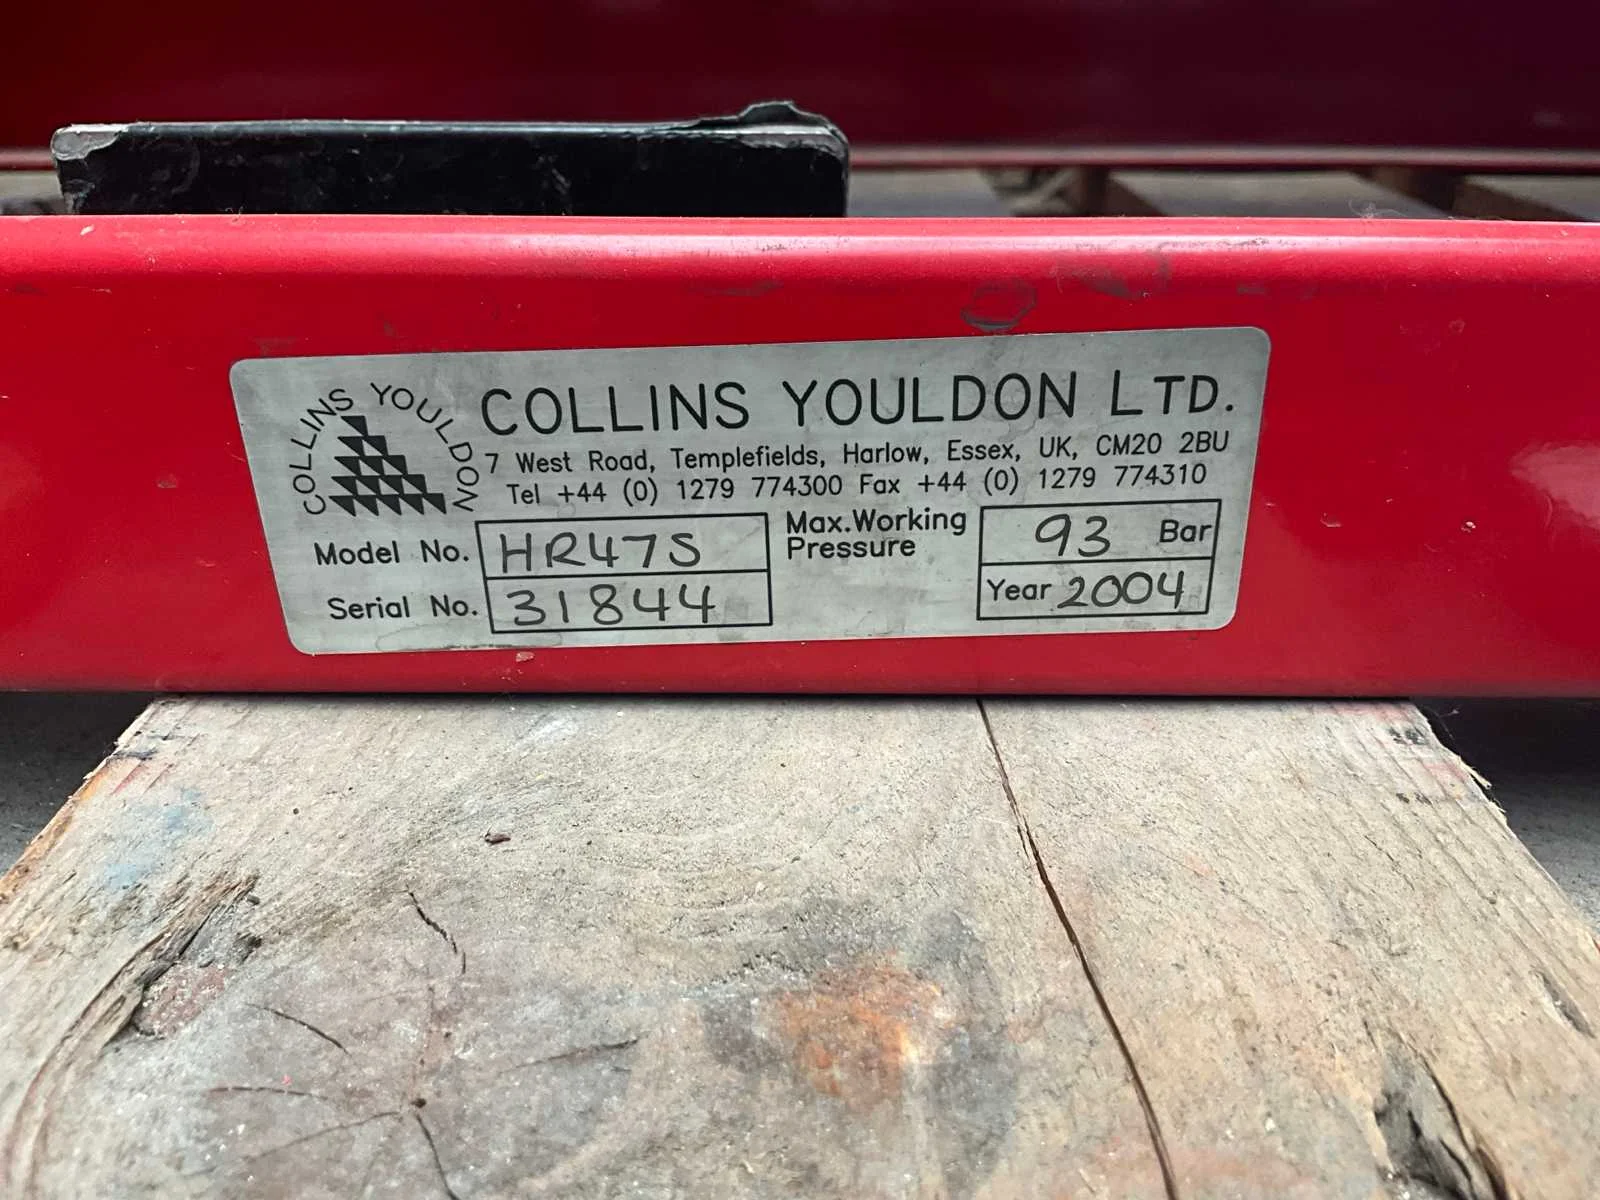 COLLINS YOULDON
COLLINS YOULDON LTD.
7 West Road, Templefields, Harlow, Essex, UK, CM20 2BU
Tel +44 (0) 1279 774300 Fax +44 (0) 1279 774310
Model No. HR47S
Max.Working
Pressure
93 Bar
Serial No. 31844
Year 2004